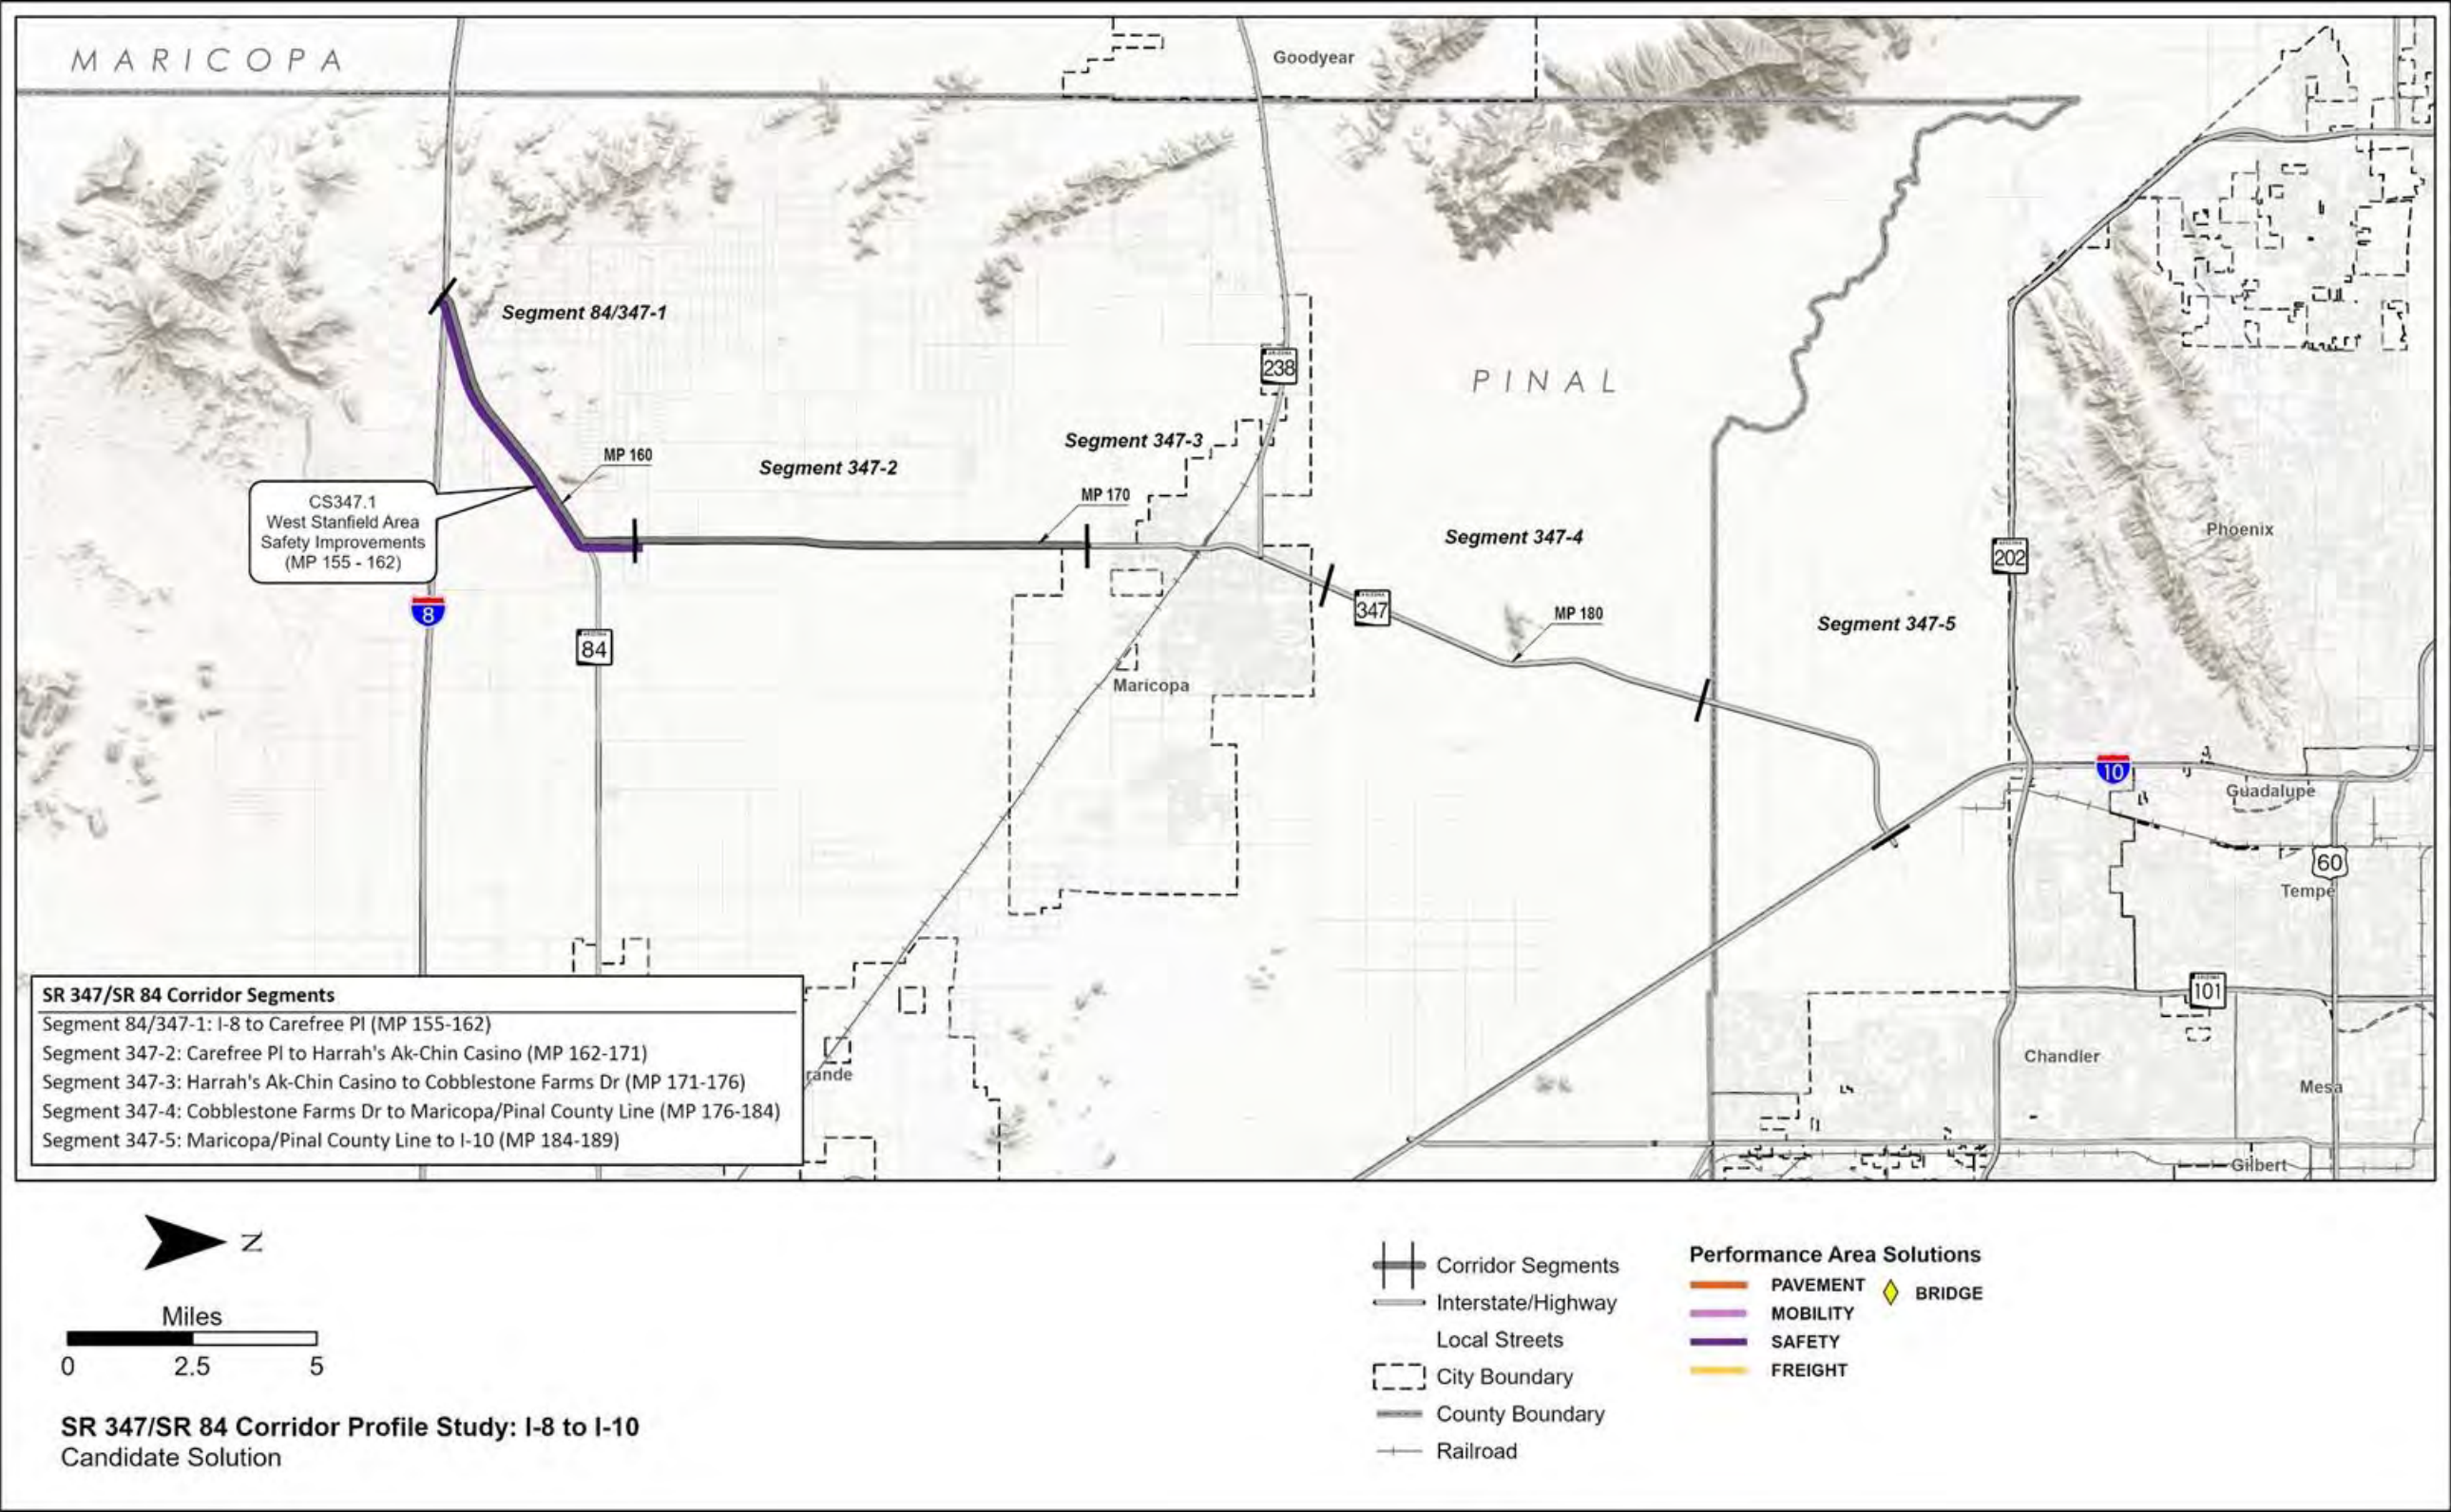 MARICOPA
Goodyear
Segment 84/347-1
238
PINAL
Segment 347-3
MP 160
Segment 347-2
MP 170
CS347.1
West Stanfield Area
Safety Improvements
(MP 155 - 162)
Segment 347-4
Phoenix
202
8
347
MP 180
Segment 347-5
84
Maricopa
10
Guadalupe
60
Tempe
101
Chandler
rande
Mesa
Gilbert
SR 347/SR 84 Corridor Segments
Segment 84/347-1: I-8 to Carefree Pl (MP 155-162)
Segment 347-2: Carefree Pl to Harrah's Ak-Chin Casino (MP 162-171)
Segment 347-3: Harrah's Ak-Chin Casino to Cobblestone Farms Dr (MP 171-176)
Segment 347-4: Cobblestone Farms Dr to Maricopa/Pinal County Line (MP 176-184)
Segment 347-5: Maricopa/Pinal County Line to I-10 (MP 184-189)
N
Miles
0 2.5 5
SR 347/SR 84 Corridor Profile Study: I-8 to I-10
Candidate Solution
Corridor Segments
Interstate/Highway
Local Streets
City Boundary
County Boundary
Railroad
Performance Area Solutions
PAVEMENT
BRIDGE
MOBILITY
SAFETY
FREIGHT